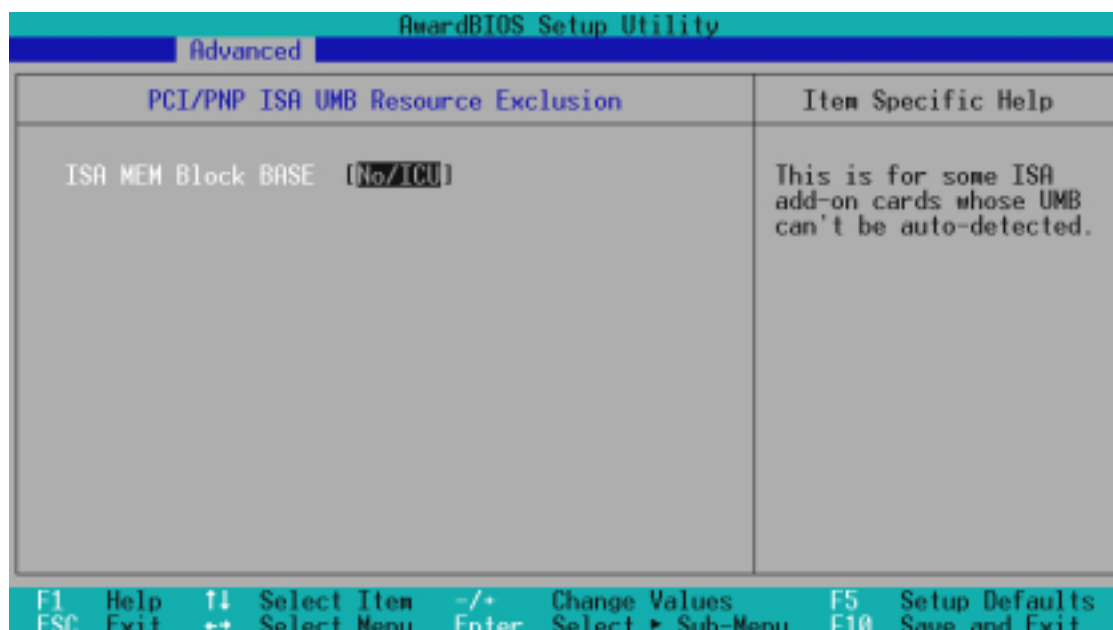 AwardBIOS Setup Utility
Advanced
PCI/PNP ISA UMB Resource Exclusion
Item Specific Help
ISA MEM Block BASE [No/ICU]
This is for some ISA
add-on cards whose UMB
can't be auto-detected.
F1 Help ↑↓ Select Item -/+ Change Values F5 Setup Defaults
ESC Exit ←→ Select Menu Enter Select ► Sub-Menu F10 Save and Exit